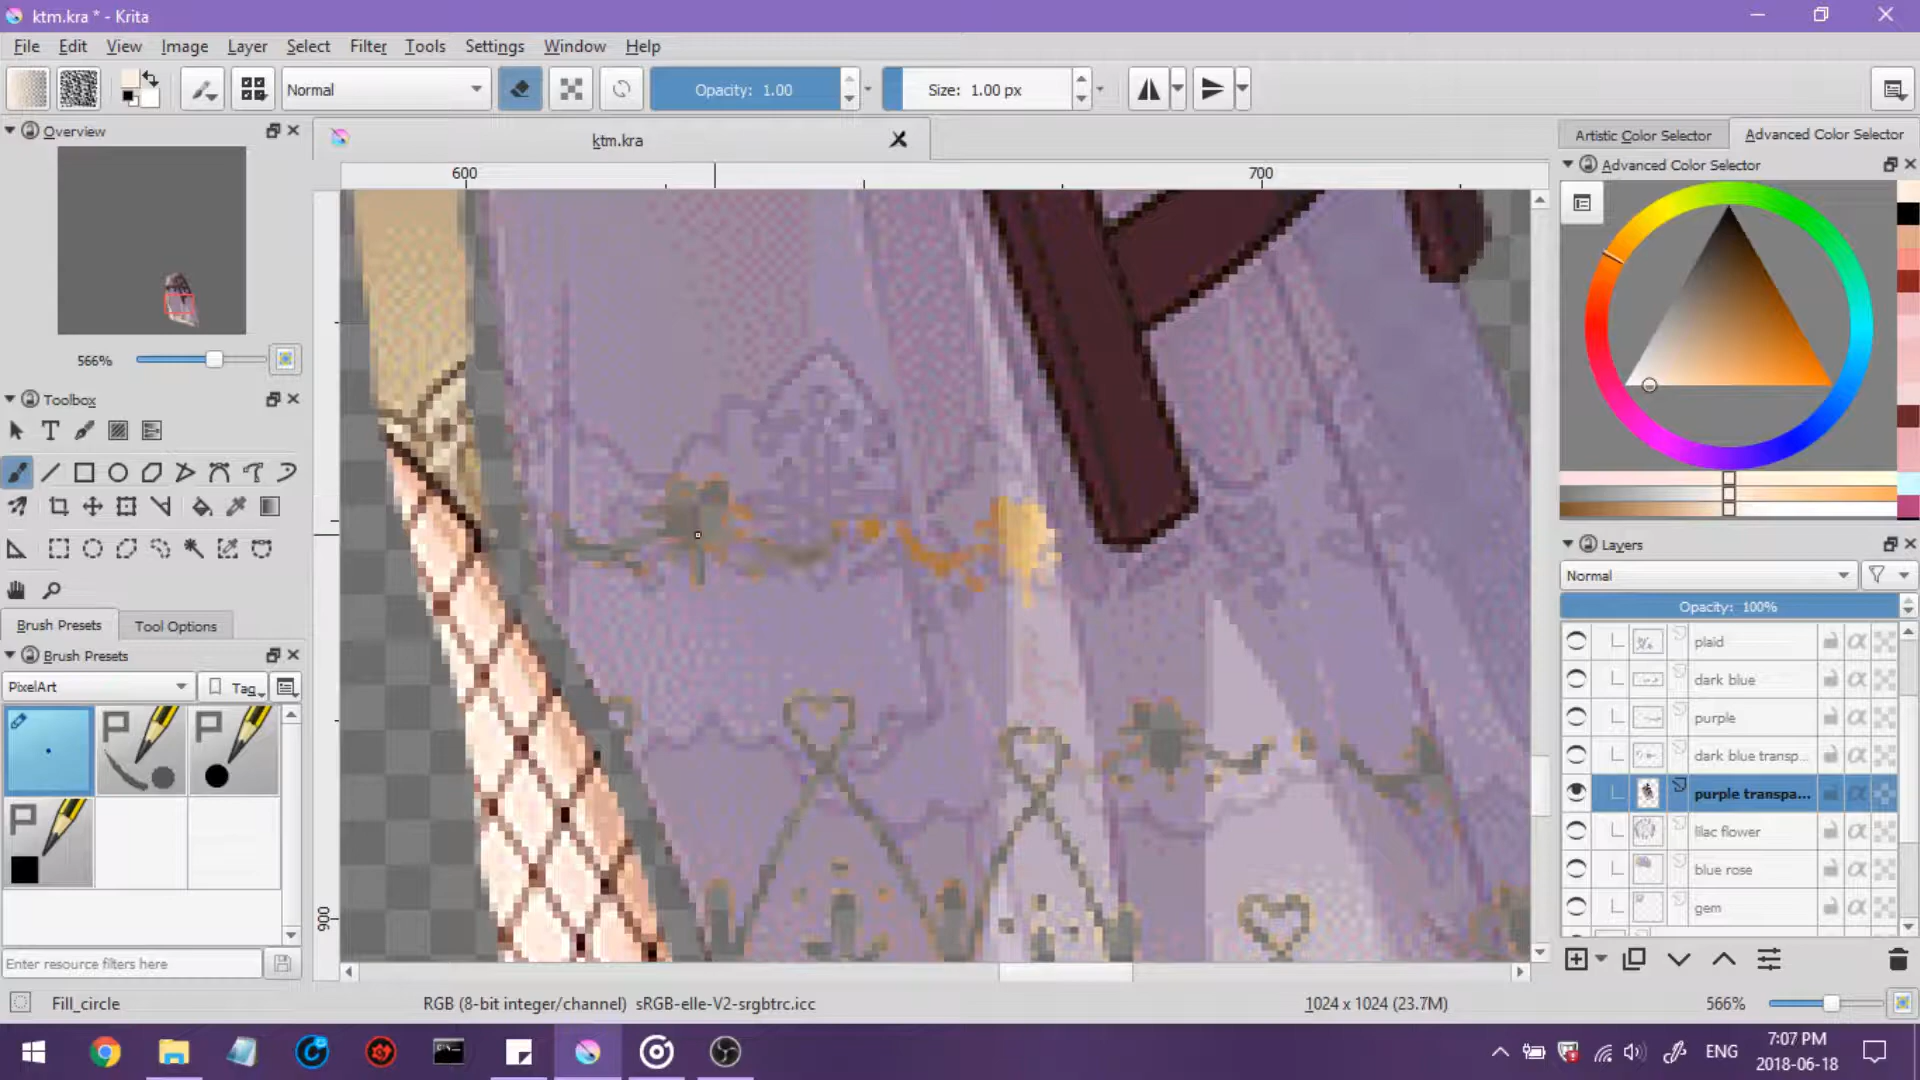 ktm.kra * - Krita
File Edit View Image Layer Select Filter Tools Settings Window Help
Normal
Opacity: 1.00
Size: 1.00 px
Overview
ktm.kra
Artistic Color Selector
Advanced Color Selector
600
700
Advanced Color Selector
566%
Toolbox
Layers
Normal
Opacity: 100%
Brush Presets
Tool Options
plaid
Brush Presets
dark blue
PixelArt
Tag
purple
dark blue transp...
purple transpa...
lilac flower
blue rose
900
gem
Enter resource filters here
Fill_circle
RGB (8-bit integer/channel) sRGB-elle-V2-srgbtrc.icc
1024 x 1024 (23.7M)
566%
ENG
7:07 PM
2018-06-18